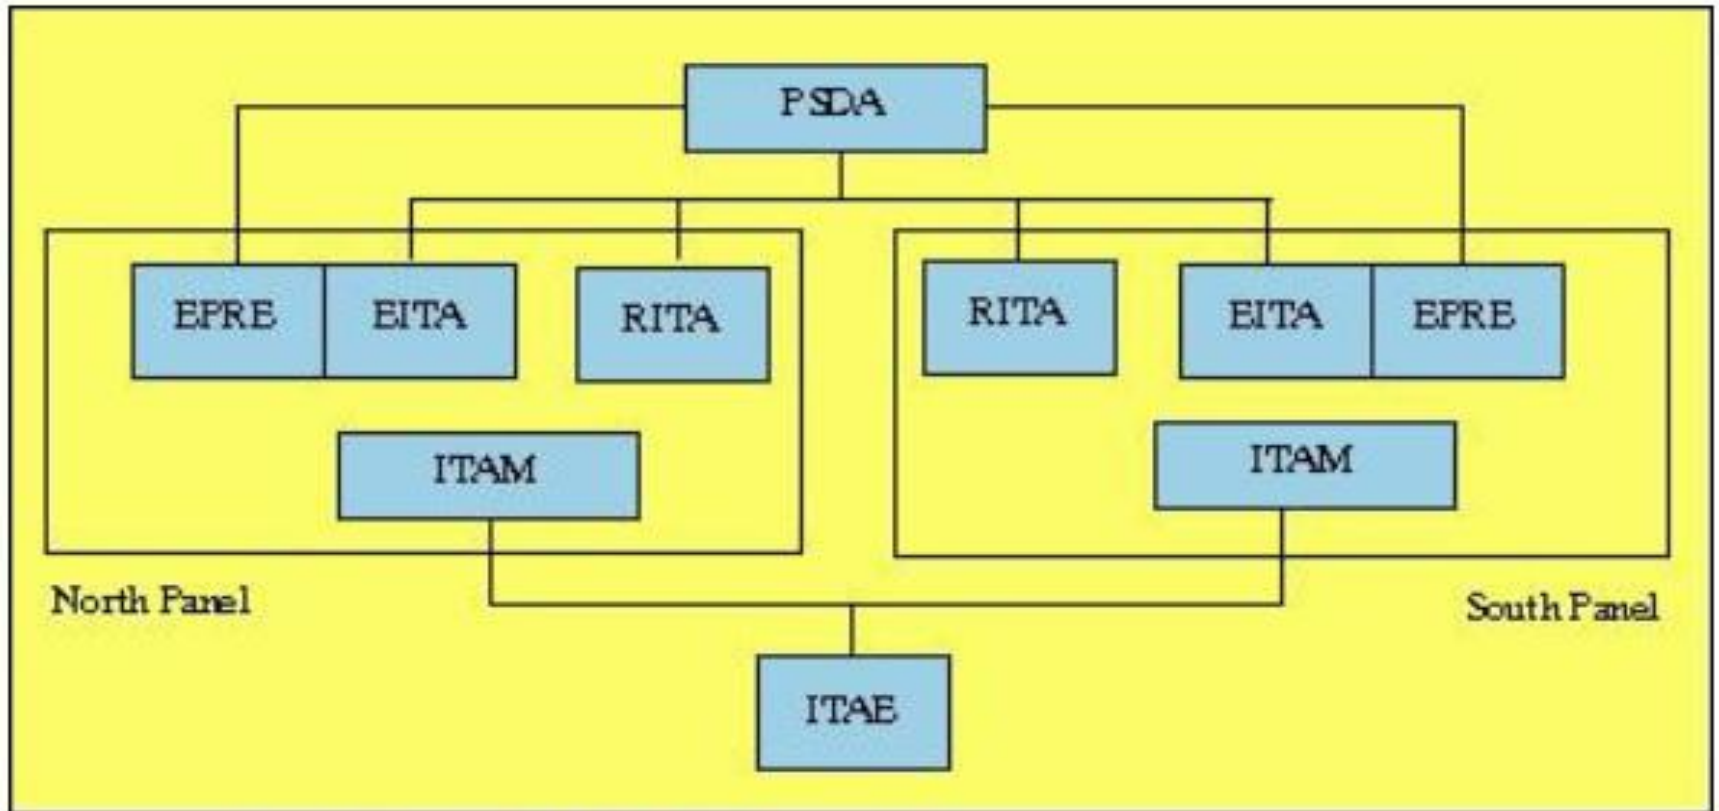 PSDA
EPRE EITA RITA RITA EITA EPRE
ITAM ITAM
North Panel South Panel
ITAE